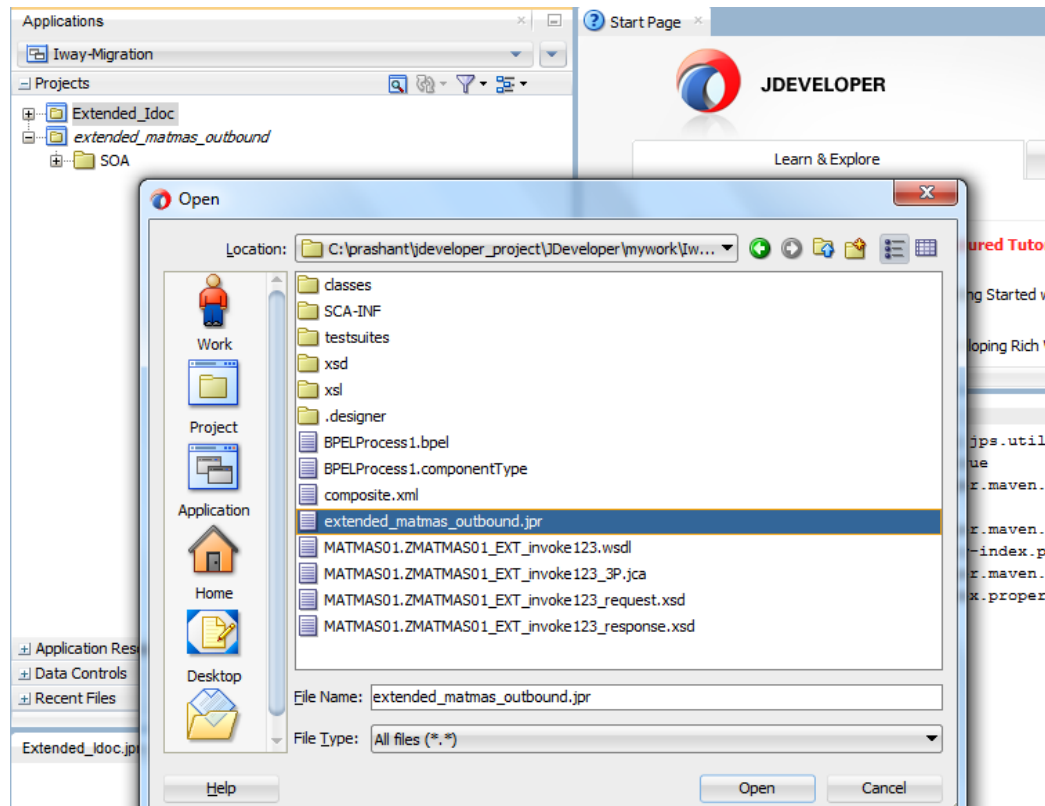 Applications
Start Page
Iway-Migration
Projects
JDEVELOPER
Extended_Idoc
extended_matmas_outbound
SOA
Learn & Explore
Open
Location:
C:\prashant\jdeveloper_project\JDeveloper\mywork\Iw...
ured Tuto
ng Started w
loping Rich
Work
Project
Application
Home
Desktop
classes
SCA-INF
testsuites
xsd
xsl
.designer
BPELProcess1.bpel
BPELProcess1.componentType
composite.xml
extended_matmas_outbound.jpr
MATMAS01.ZMATMAS01_EXT_invoke123.wsdl
MATMAS01.ZMATMAS01_EXT_invoke123_3P.jca
MATMAS01.ZMATMAS01_EXT_invoke123_request.xsd
MATMAS01.ZMATMAS01_EXT_invoke123_response.xsd
jps.util
ue
r.maven.
r.maven.
-index.p
r.maven.
x.proper
Application Res
Data Controls
Recent Files
File Name:
extended_matmas_outbound.jpr
File Type:
All files (*.*)
Extended_Idoc.jp
Help
Open
Cancel